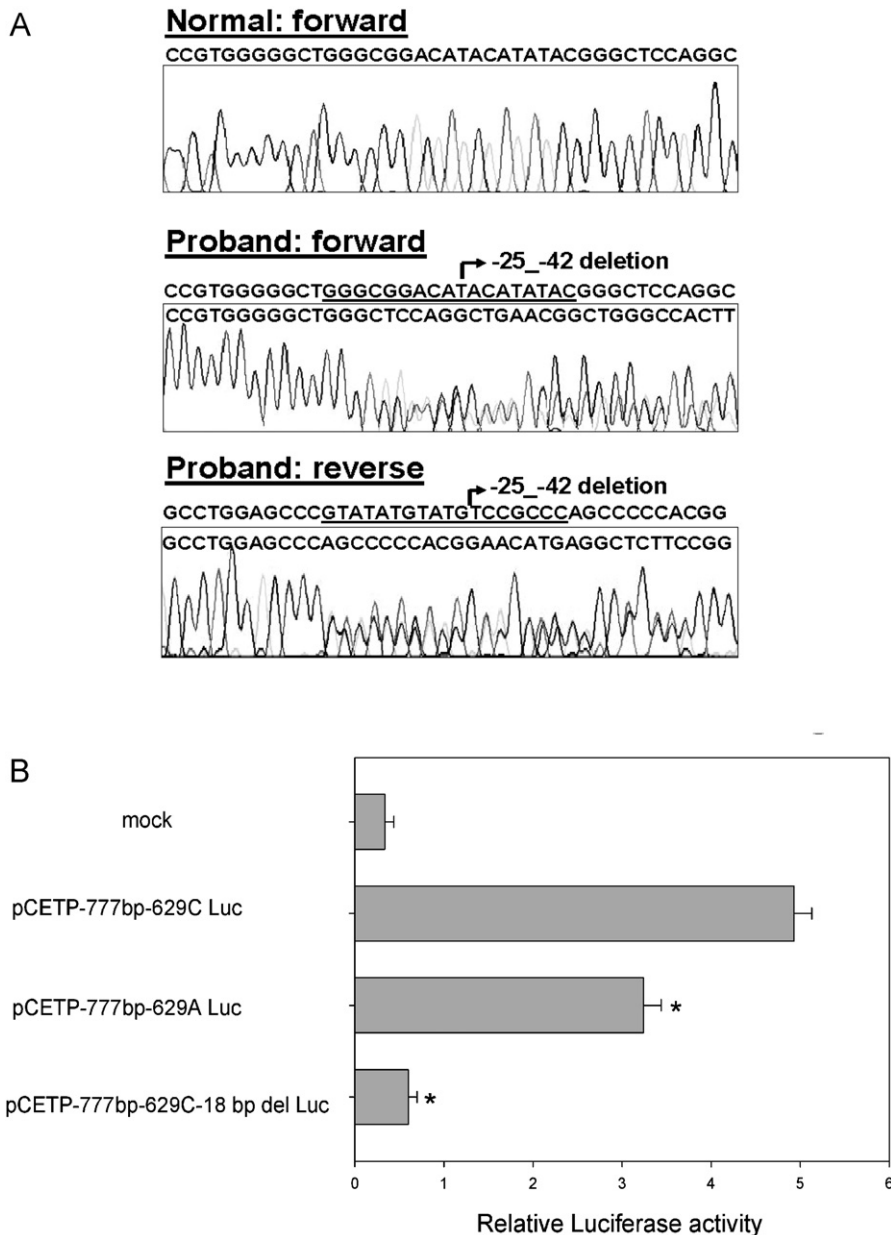 A
Normal: forward
CCGTGGGGGCTGGGCGGACATACATATACGGGCTCCAGGC
Proband: forward
-25_-42 deletion
CCGTGGGGGCTGGGCGGACATACATATACGGGCTCCAGGC
CCGTGGGGGCTGGGCTCCAGGCTGAACGGCTGGGCCACTT
Proband: reverse
-25_-42 deletion
GCCTGGAGCCCGTATATGTATGTCCGCCCAGCCCCCACGG
GCCTGGAGCCCAGCCCCCACGGAACATGAGGCTCTTCCGG
B
mock
pCETP-777bp-629C Luc
pCETP-777bp-629A Luc
*
pCETP-777bp-629C-18 bp del Luc
*
0 1 2 3 4 5 6
Relative Luciferase activity